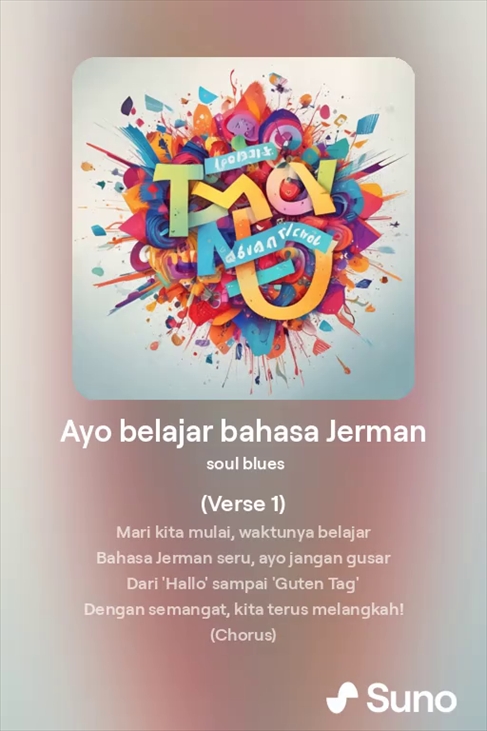 Ayo belajar bahasa Jerman
soul blues
(Verse 1)
Mari kita mulai, waktunya belajar
Bahasa Jerman seru, ayo jangan gusar
Dari 'Hallo' sampai 'Guten Tag'
Dengan semangat, kita terus melangkah!
(Chorus)
Suno